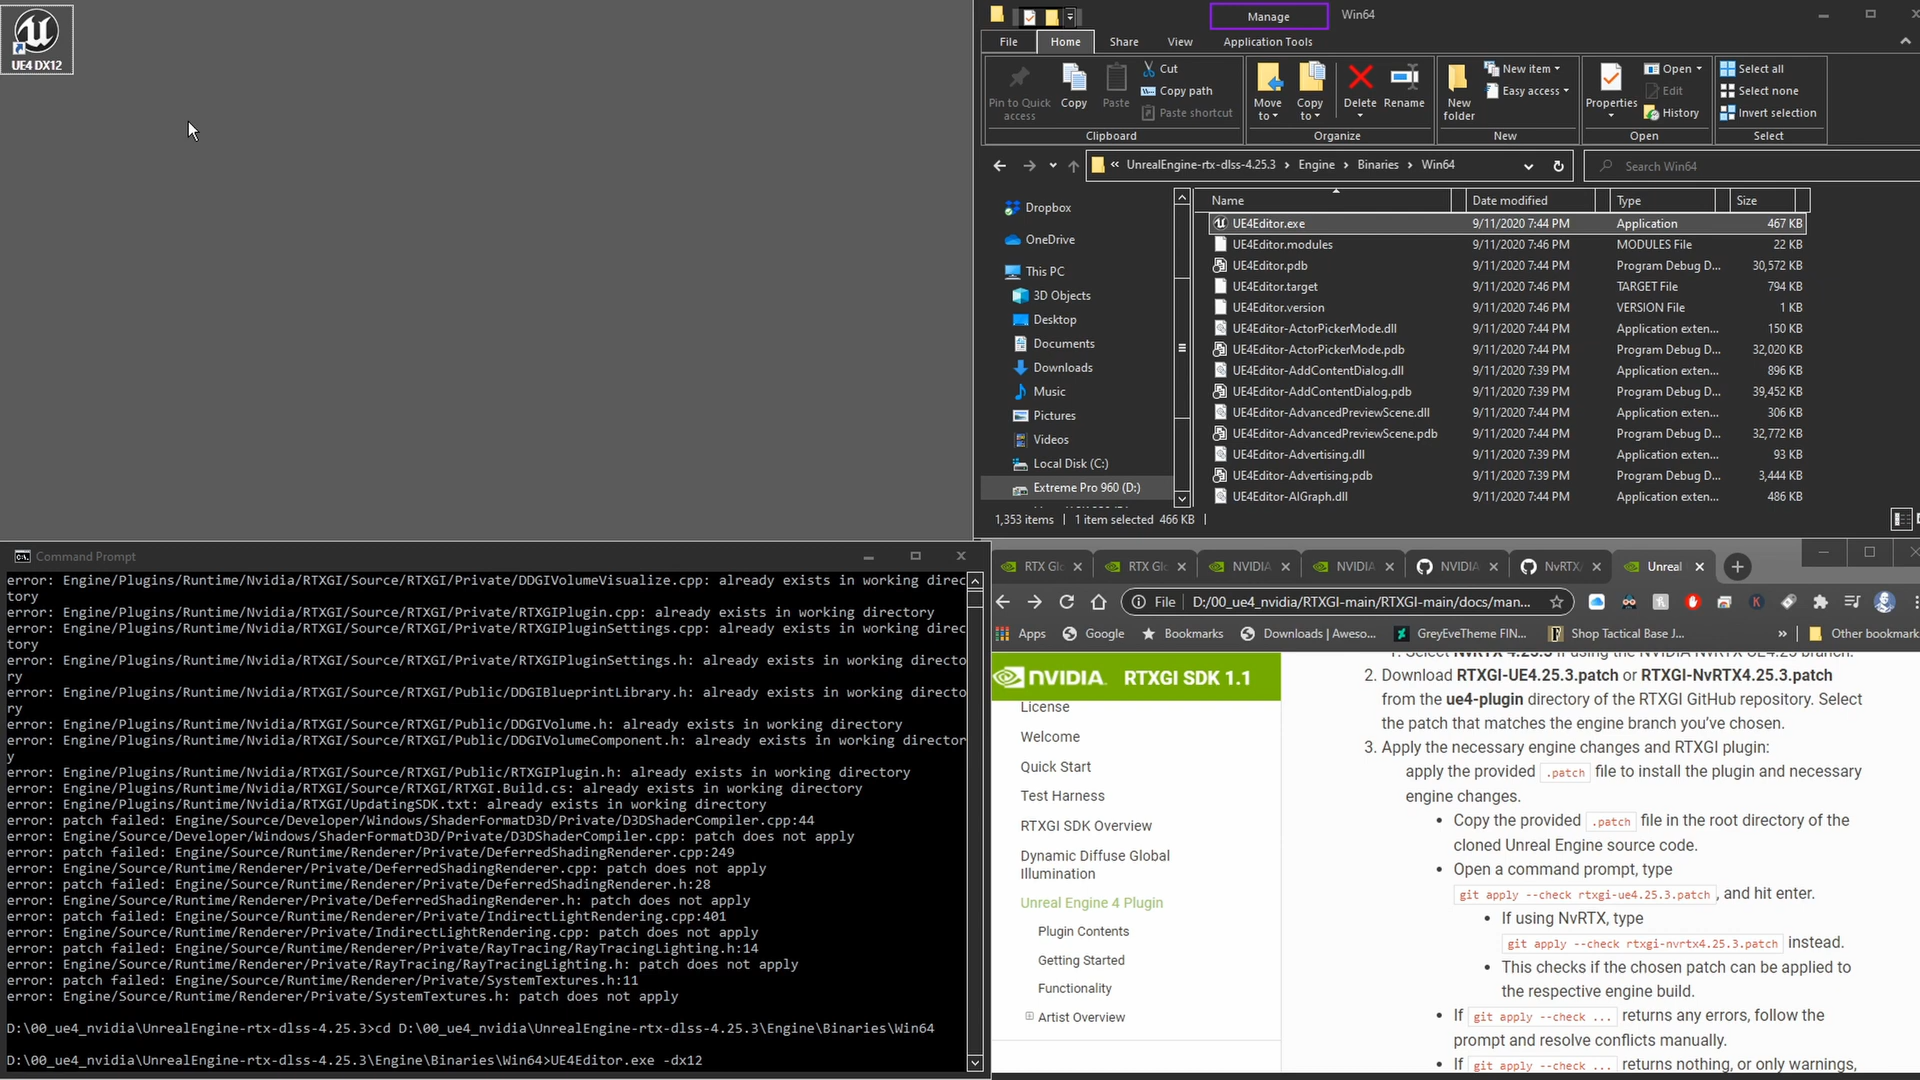 UE4 DX12
Manage
Win64
File
Home
Share
View
Application Tools
Pin to Quick access
Copy
Paste
Cut
Copy path
Paste shortcut
Clipboard
Move to
Copy to
Delete
Rename
Organize
New folder
New item
Easy access
New
Properties
Open
Edit
History
Open
Select all
Select none
Invert selection
Select
« UnrealEngine-rtx-dlss-4.25.3 > Engine > Binaries > Win64
Search Win64
Dropbox
OneDrive
This PC
3D Objects
Desktop
Documents
Downloads
Music
Pictures
Videos
Local Disk (C:)
Extreme Pro 960 (D:)
Name Date modified Type Size
UE4Editor.exe 9/11/2020 7:44 PM Application 467 KB
UE4Editor.modules 9/11/2020 7:46 PM MODULES File 22 KB
UE4Editor.pdb 9/11/2020 7:44 PM Program Debug D... 30,572 KB
UE4Editor.target 9/11/2020 7:46 PM TARGET File 794 KB
UE4Editor.version 9/11/2020 7:46 PM VERSION File 1 KB
UE4Editor-ActorPickerMode.dll 9/11/2020 7:44 PM Application exten... 150 KB
UE4Editor-ActorPickerMode.pdb 9/11/2020 7:44 PM Program Debug D... 32,020 KB
UE4Editor-AddContentDialog.dll 9/11/2020 7:39 PM Application exten... 896 KB
UE4Editor-AddContentDialog.pdb 9/11/2020 7:39 PM Program Debug D... 39,452 KB
UE4Editor-AdvancedPreviewScene.dll 9/11/2020 7:44 PM Application exten... 306 KB
UE4Editor-AdvancedPreviewScene.pdb 9/11/2020 7:44 PM Program Debug D... 32,772 KB
UE4Editor-Advertising.dll 9/11/2020 7:39 PM Application exten... 93 KB
UE4Editor-Advertising.pdb 9/11/2020 7:39 PM Program Debug D... 3,444 KB
UE4Editor-AIGraph.dll 9/11/2020 7:44 PM Application exten... 486 KB
1,353 items 1 item selected 466 KB
Command Prompt
error: Engine/Plugins/Runtime/Nvidia/RTXGI/Source/RTXGI/Private/DDGIVolumeVisualize.cpp: already exists in working direc
tory
error: Engine/Plugins/Runtime/Nvidia/RTXGI/Source/RTXGI/Private/RTXGIPlugin.cpp: already exists in working directory
error: Engine/Plugins/Runtime/Nvidia/RTXGI/Source/RTXGI/Private/RTXGIPluginSettings.cpp: already exists in working direc
tory
error: Engine/Plugins/Runtime/Nvidia/RTXGI/Source/RTXGI/Private/RTXGIPluginSettings.h: already exists in working directo
ry
error: Engine/Plugins/Runtime/Nvidia/RTXGI/Source/RTXGI/Public/DDGIBlueprintLibrary.h: already exists in working directo
ry
error: Engine/Plugins/Runtime/Nvidia/RTXGI/Source/RTXGI/Public/DDGIVolume.h: already exists in working directory
error: Engine/Plugins/Runtime/Nvidia/RTXGI/Source/RTXGI/Public/DDGIVolumeComponent.h: already exists in working director
y
error: Engine/Plugins/Runtime/Nvidia/RTXGI/Source/RTXGI/Public/RTXGIPlugin.h: already exists in working directory
error: Engine/Plugins/Runtime/Nvidia/RTXGI/Source/RTXGI/RTXGI.Build.cs: already exists in working directory
error: Engine/Plugins/Runtime/Nvidia/RTXGI/UpdatingSDK.txt: already exists in working directory
error: patch failed: Engine/Source/Developer/Windows/ShaderFormatD3D/Private/D3DShaderCompiler.cpp:44
error: Engine/Source/Developer/Windows/ShaderFormatD3D/Private/D3DShaderCompiler.cpp: patch does not apply
error: patch failed: Engine/Source/Runtime/Renderer/Private/DeferredShadingRenderer.cpp:249
error: Engine/Source/Runtime/Renderer/Private/DeferredShadingRenderer.cpp: patch does not apply
error: patch failed: Engine/Source/Runtime/Renderer/Private/DeferredShadingRenderer.h:28
error: Engine/Source/Runtime/Renderer/Private/DeferredShadingRenderer.h: patch does not apply
error: patch failed: Engine/Source/Runtime/Renderer/Private/IndirectLightRendering.cpp:401
error: Engine/Source/Runtime/Renderer/Private/IndirectLightRendering.cpp: patch does not apply
error: patch failed: Engine/Source/Runtime/Renderer/Private/RayTracing/RayTracingLighting.h:14
error: Engine/Source/Runtime/Renderer/Private/RayTracing/RayTracingLighting.h: patch does not apply
error: patch failed: Engine/Source/Runtime/Renderer/Private/SystemTextures.h:11
error: Engine/Source/Runtime/Renderer/Private/SystemTextures.h: patch does not apply
D:\00_ue4_nvidia\UnrealEngine-rtx-dlss-4.25.3>cd D:\00_ue4_nvidia\UnrealEngine-rtx-dlss-4.25.3\Engine\Binaries\Win64
D:\00_ue4_nvidia\UnrealEngine-rtx-dlss-4.25.3\Engine\Binaries\Win64>UE4Editor.exe -dx12
RTX Gl
RTX Gl
NVIDIA
NVIDIA
NVIDIA
NvRTX
Unreal
File D:/00_ue4_nvidia/RTXGI-main/RTXGI-main/docs/man...
Apps Google Bookmarks Downloads | Aweso... GreyEveTheme FIN... Shop Tactical Base J... » Other bookmark
NVIDIA. RTXGI SDK 1.1
License
Welcome
Quick Start
Test Harness
RTXGI SDK Overview
Dynamic Diffuse Global
Illumination
Unreal Engine 4 Plugin
Plugin Contents
Getting Started
Functionality
Artist Overview
1. Select NvRTX 4.25.3 if using the NVIDIA NvRTX UE4.25 branch.
2. Download RTXGI-UE4.25.3.patch or RTXGI-NvRTX4.25.3.patch
from the ue4-plugin directory of the RTXGI GitHub repository. Select
the patch that matches the engine branch you've chosen.
3. Apply the necessary engine changes and RTXGI plugin:
apply the provided .patch file to install the plugin and necessary
engine changes.
• Copy the provided .patch file in the root directory of the
cloned Unreal Engine source code.
• Open a command prompt, type
git apply --check rtxgi-ue4.25.3.patch , and hit enter.
• If using NvRTX, type
git apply --check rtxgi-nvrtx4.25.3.patch instead.
• This checks if the chosen patch can be applied to
the respective engine build.
• If git apply --check ... returns any errors, follow the
prompt and resolve conflicts manually.
• If git apply --check ... returns nothing, or only warnings,